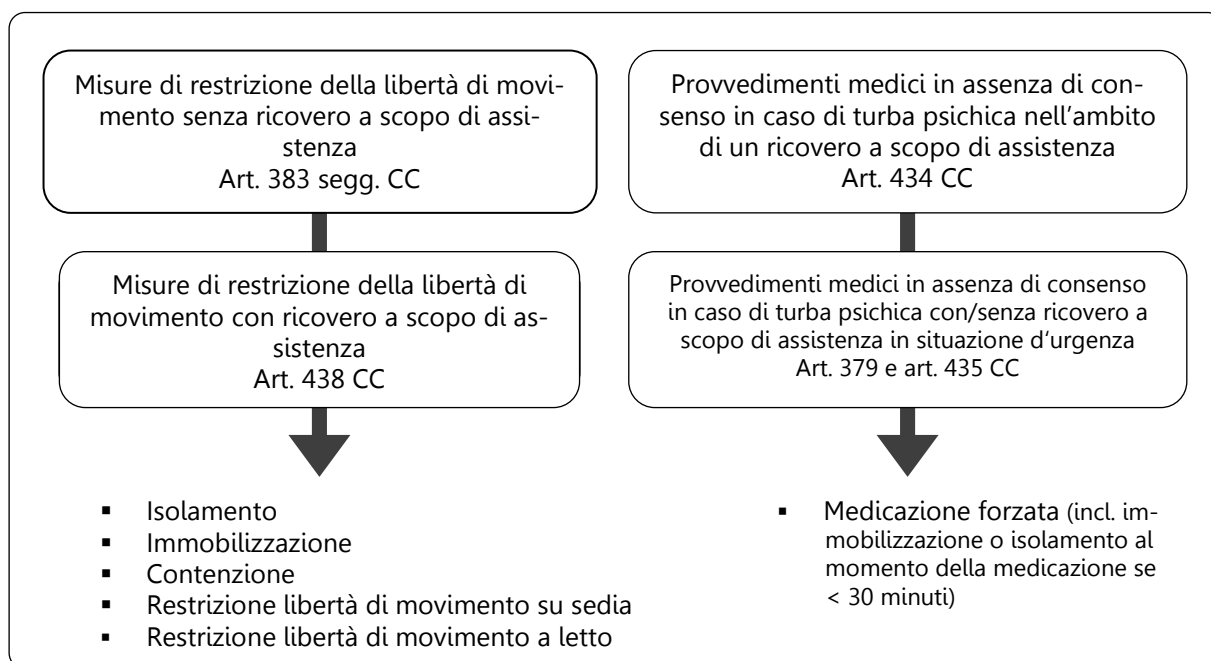 Misure di restrizione della libertà di movi-
mento senza ricovero a scopo di assi-
stenza
Art. 383 segg. CC
Provvedimenti medici in assenza di con-
senso in caso di turba psichica nell’ambito
di un ricovero a scopo di assistenza
Art. 434 CC
Misure di restrizione della libertà di
movimento con ricovero a scopo di as-
sistenza
Art. 438 CC
Provvedimenti medici in assenza di consenso
in caso di turba psichica con/senza ricovero a
scopo di assistenza in situazione d‘urgenza
Art. 379 e art. 435 CC
▪ Isolamento
▪ Immobilizzazione
▪ Contenzione
▪ Restrizione libertà di movimento su sedia
▪ Restrizione libertà di movimento a letto
▪ Medicazione forzata (incl. im-
mobilizzazione o isolamento al
momento della medicazione se
< 30 minuti)